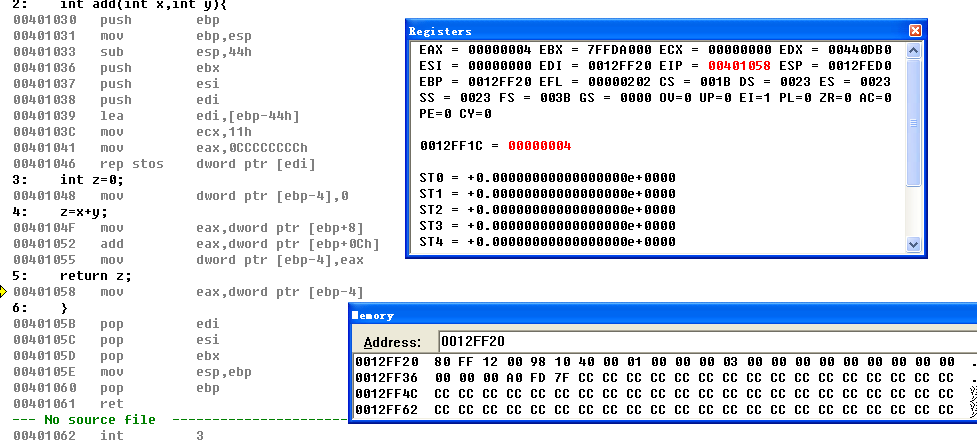 2:    int add(int x,int y){
00401030   push        ebp
00401031   mov         ebp,esp
00401033   sub         esp,44h
00401036   push        ebx
00401037   push        esi
00401038   push        edi
00401039   lea         edi,[ebp-44h]
0040103C   mov         ecx,11h
00401041   mov         eax,0CCCCCCCCh
00401046   rep stos    dword ptr [edi]
3:    int z=0;
00401048   mov         dword ptr [ebp-4],0
4:    z=x+y;
0040104F   mov         eax,dword ptr [ebp+8]
00401052   add         eax,dword ptr [ebp+0Ch]
00401055   mov         dword ptr [ebp-4],eax
5:    return z;
00401058   mov         eax,dword ptr [ebp-4]
6:    }
0040105B   pop         edi
0040105C   pop         esi
0040105D   pop         ebx
0040105E   mov         esp,ebp
00401060   pop         ebp
00401061   ret
--- No source file  ---
00401062   int         3
Registers
EAX = 00000004 EBX = 7FFDA000 ECX = 00000000 EDX = 00440DB0
ESI = 00000000 EDI = 0012FF20 EIP = 00401058 ESP = 0012FED0
EBP = 0012FF20 EFL = 00000202 CS = 001B DS = 0023 ES = 0023
SS = 0023 FS = 003B GS = 0000 OV=0 UP=0 EI=1 PL=0 ZR=0 AC=0
PE=0 CY=0
0012FF1C = 00000004
ST0 = +0.00000000000000000e+0000
ST1 = +0.00000000000000000e+0000
ST2 = +0.00000000000000000e+0000
ST3 = +0.00000000000000000e+0000
ST4 = +0.00000000000000000e+0000
Memory
Address: 0012FF20
0012FF20  80 FF 12 00 98 10 40 00 01 00 00 00 03 00 00 00 00 00 00 00 00 00 .
0012FF36  00 00 00 A0 FD 7F CC CC CC CC CC CC CC CC CC CC CC CC CC CC CC CC .
0012FF4C  CC CC CC CC CC CC CC CC CC CC CC CC CC CC CC CC CC CC CC CC CC CC
0012FF62  CC CC CC CC CC CC CC CC CC CC CC CC CC CC CC CC CC CC CC CC CC CC